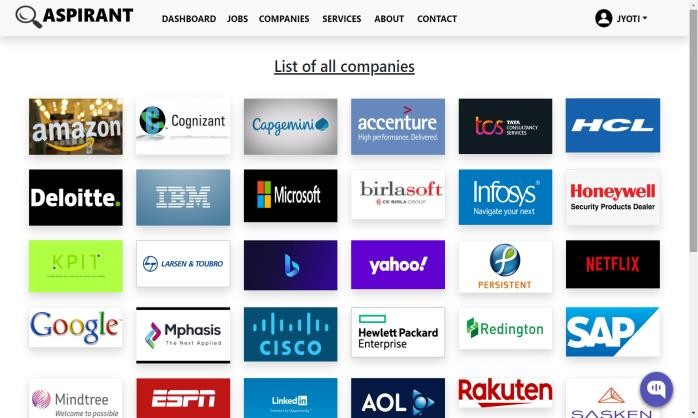 ASPIRANT DASHBOARD JOBS COMPANIES SERVICES ABOUT CONTACT JYOTI
List of all companies
amazon
Cognizant
Capgemini
accenture
High performance. Delivered.
tcs TATA
CONSULTANCY
SERVICES
HCL
Deloitte.
IBM
Microsoft
birlasoft
CK BIRLA GROUP
Infosys®
Navigate your next
Honeywell
Security Products Dealer
KPIT
LARSEN & TOUBRO
b
yahoo!
PERSISTENT
NETFLIX
Google
Mphasis
The Next Applied
CISCO
Hewlett Packard
Enterprise
Redington
SAP
Mindtree
Welcome to possible
ESPN
LinkedIn
AOL
Rakuten
SASKEN